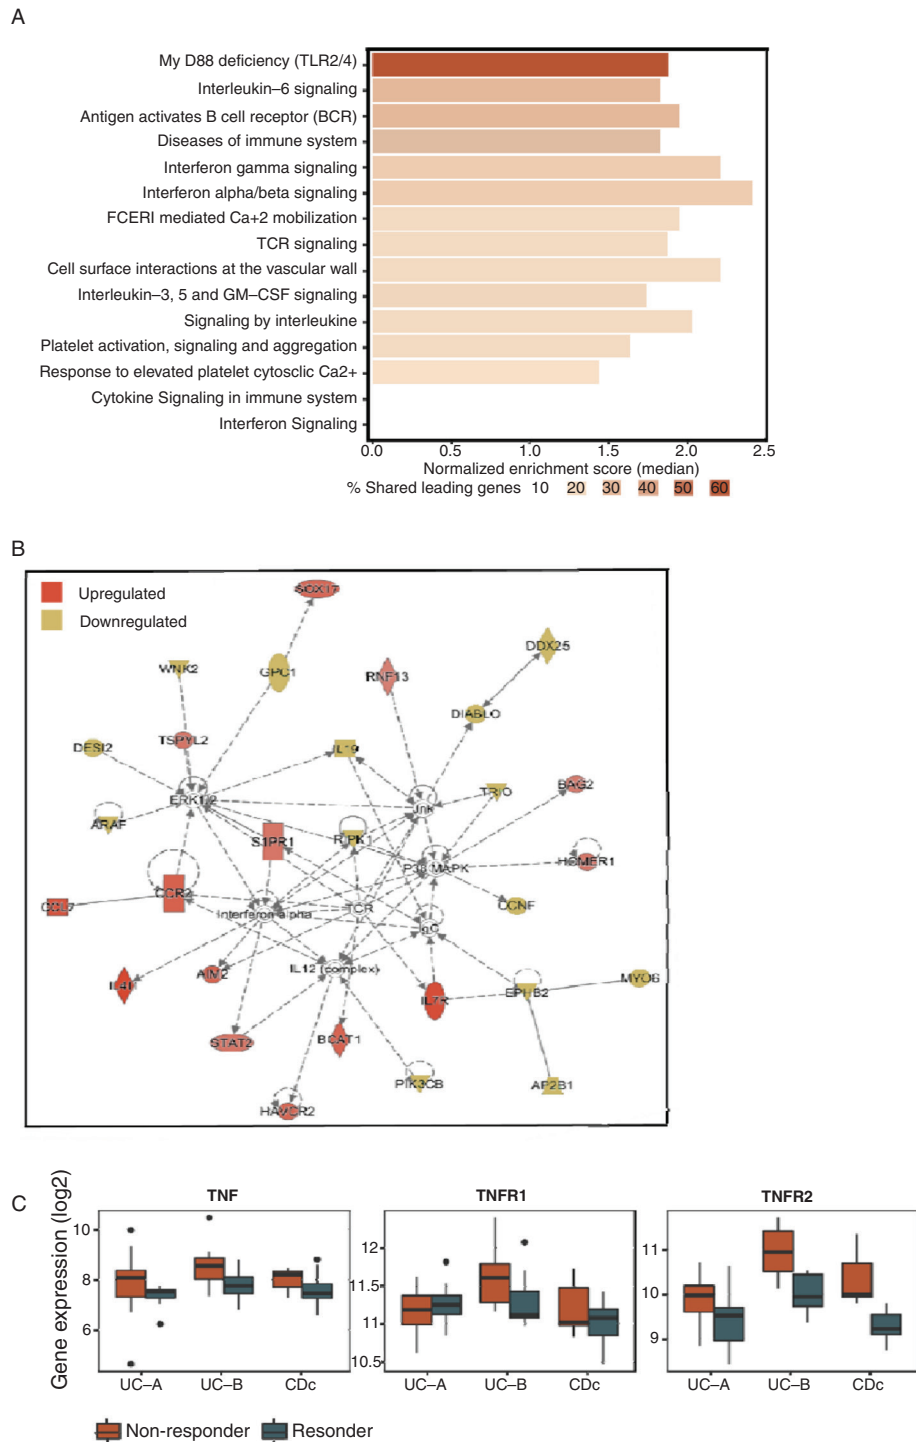 A
My D88 deficiency (TLR2/4)
Interleukin–6 signaling
Antigen activates B cell receptor (BCR)
Diseases of immune system
Interferon gamma signaling
Interferon alpha/beta signaling
FCERI mediated Ca+2 mobilization
TCR signaling
Cell surface interactions at the vascular wall
Interleukin–3, 5 and GM–CSF signaling
Signaling by interleukine
Platelet activation, signaling and aggregation
Response to elevated platelet cytosclic Ca2+
Cytokine Signaling in immune system
Interferon Signaling
0.0 0.5 1.0 1.5 2.0 2.5
Normalized enrichment score (median)
% Shared leading genes 10 20 30 40 50 60
B
Upregulated
Downregulated
SOX17
DDX25
WNK2
GPC1
RNF13
DIABLO
DESI2
TSPYL2
IL19
ERK1/2
Jnk
TRIO
BAG2
ARAF
S1PR1
RIPK1
P38 MAPK
HOMER1
CCR2
Interferon alpha
TCR
CCNF
IgG
AIM2
IL12 (complex)
IL7R
EPHB2
MYO6
STAT2
BCAT1
PIK3CB
AP2B1
HAVCR2
C
Gene expression (log2)
TNF
10
8
6
UC–A UC–B CDc
TNFR1
12
11.5
11
10.5
UC–A UC–B CDc
TNFR2
11
10
9
UC–A UC–B CDc
Non-responder Resonder